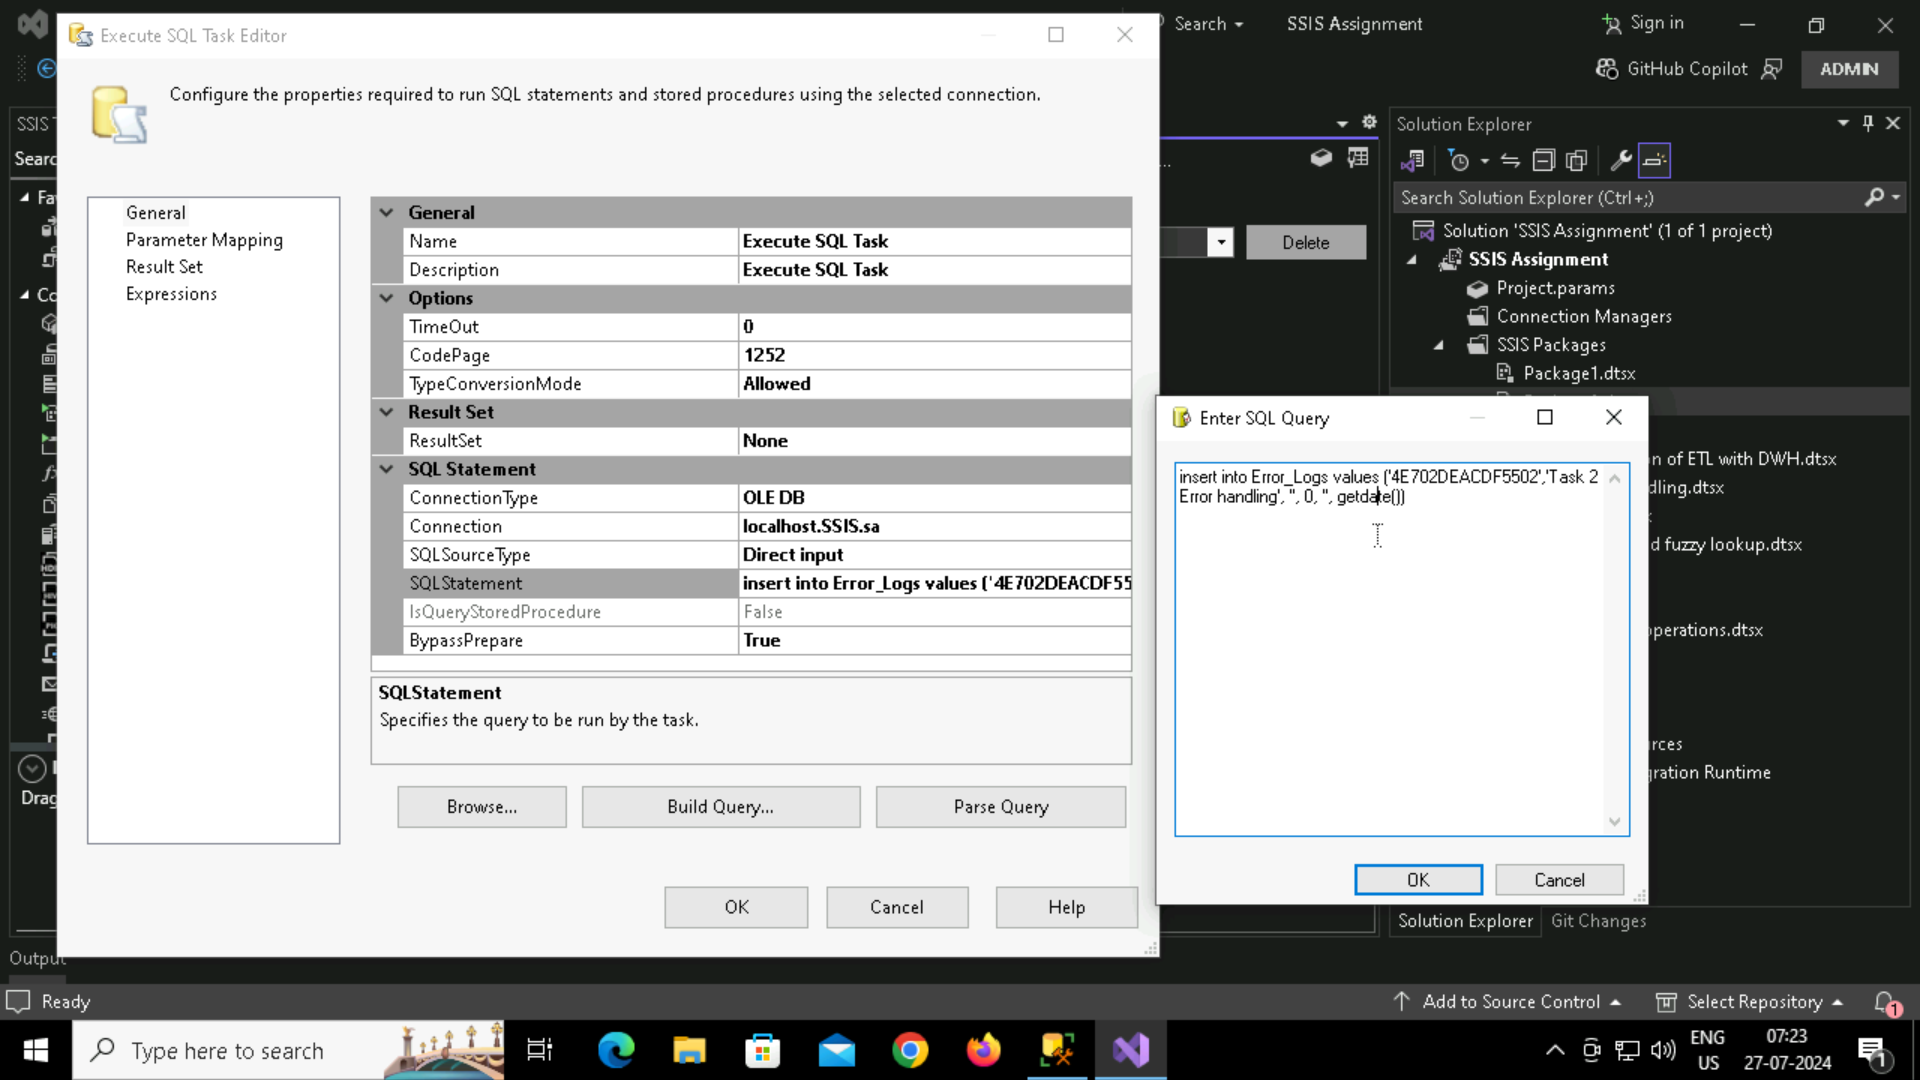 Execute SQL Task Editor
Search
SSIS Assignment
Sign in
GitHub Copilot
ADMIN
Configure the properties required to run SQL statements and stored procedures using the selected connection.
General
Parameter Mapping
Result Set
Expressions
General
Name Execute SQL Task
Description Execute SQL Task
Options
TimeOut 0
CodePage 1252
TypeConversionMode Allowed
Result Set
ResultSet None
SQL Statement
ConnectionType OLE DB
Connection localhost.SSIS.sa
SQLSourceType Direct input
SQLStatement insert into Error_Logs values ('4E702DEACDF55
IsQueryStoredProcedure False
BypassPrepare True
SQLStatement
Specifies the query to be run by the task.
Browse...
Build Query...
Parse Query
OK
Cancel
Help
Delete
Enter SQL Query
insert into Error_Logs values ('4E702DEACDF5502','Task 2
Error handling', '', 0, '', getdate())
OK
Cancel
Solution Explorer
Search Solution Explorer (Ctrl+;)
Solution 'SSIS Assignment' (1 of 1 project)
SSIS Assignment
Project.params
Connection Managers
SSIS Packages
Package1.dtsx
n of ETL with DWH.dtsx
dling.dtsx
d fuzzy lookup.dtsx
perations.dtsx
rces
gration Runtime
Solution Explorer
Git Changes
SSIS T
Searc
Fa
Co
Drag
Output
Ready
Add to Source Control
Select Repository
1
Type here to search
ENG
US
07:23
27-07-2024
1